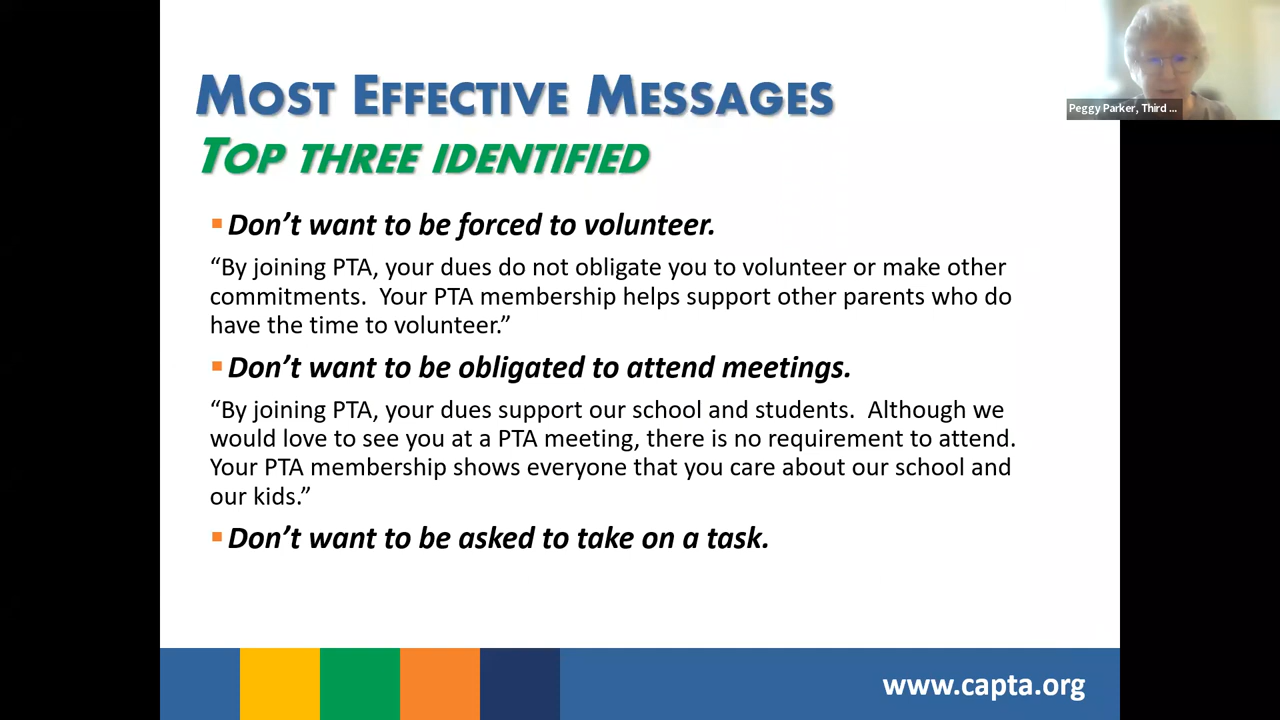 MOST EFFECTIVE MESSAGES
TOP THREE IDENTIFIED
Peggy Parker, Third ...
Don’t want to be forced to volunteer.
“By joining PTA, your dues do not obligate you to volunteer or make other
commitments.  Your PTA membership helps support other parents who do
have the time to volunteer.”
Don’t want to be obligated to attend meetings.
“By joining PTA, your dues support our school and students.  Although we
would love to see you at a PTA meeting, there is no requirement to attend.
Your PTA membership shows everyone that you care about our school and
our kids.”
Don’t want to be asked to take on a task.
www.capta.org